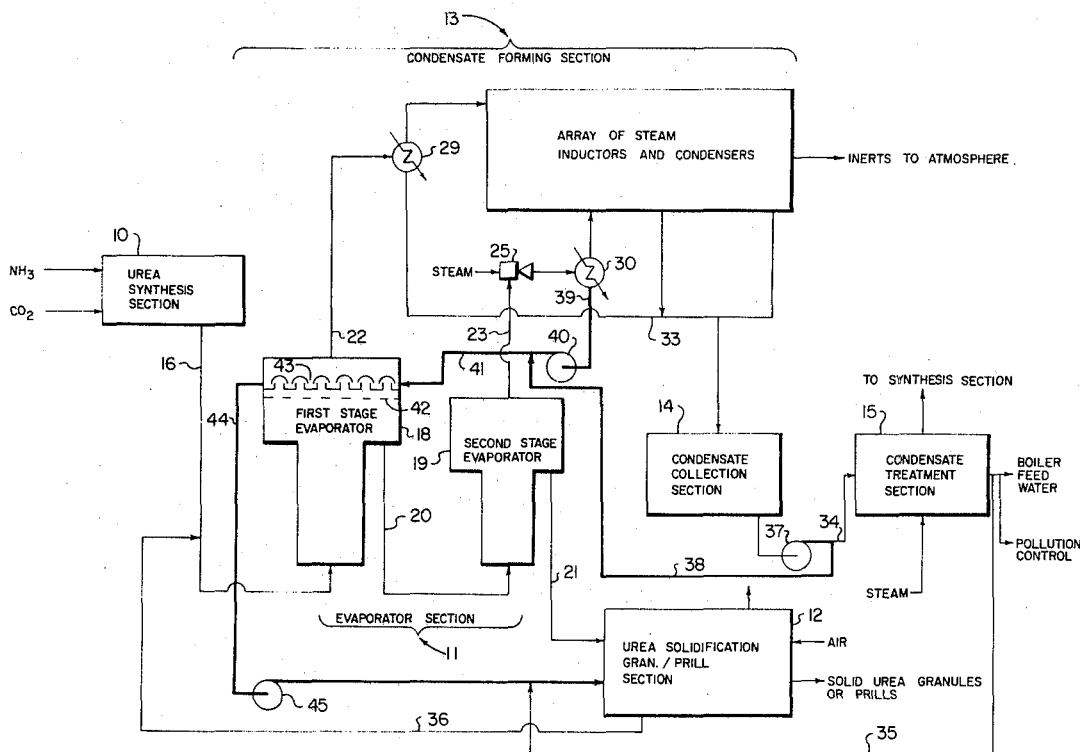 13
CONDENSATE FORMING SECTION
29
ARRAY OF STEAM
INDUCTORS AND CONDENSERS
INERTS TO ATMOSPHERE.
10
NH3
CO2
UREA
SYNTHESIS
SECTION
25
STEAM
30
39
16
22
23
33
40
41
43
42
44
FIRST STAGE
EVAPORATOR
18
SECOND STAGE
EVAPORATOR
19
14
CONDENSATE
COLLECTION
SECTION
TO SYNTHESIS SECTION
15
CONDENSATE
TREATMENT
SECTION
BOILER
FEED
WATER
20
37
34
POLLUTION
CONTROL
21
38
STEAM
EVAPORATOR SECTION
11
12
UREA SOLIDIFICATION
GRAN. / PRILL
SECTION
AIR
SOLID UREA GRANULES
OR PRILLS
45
36
35